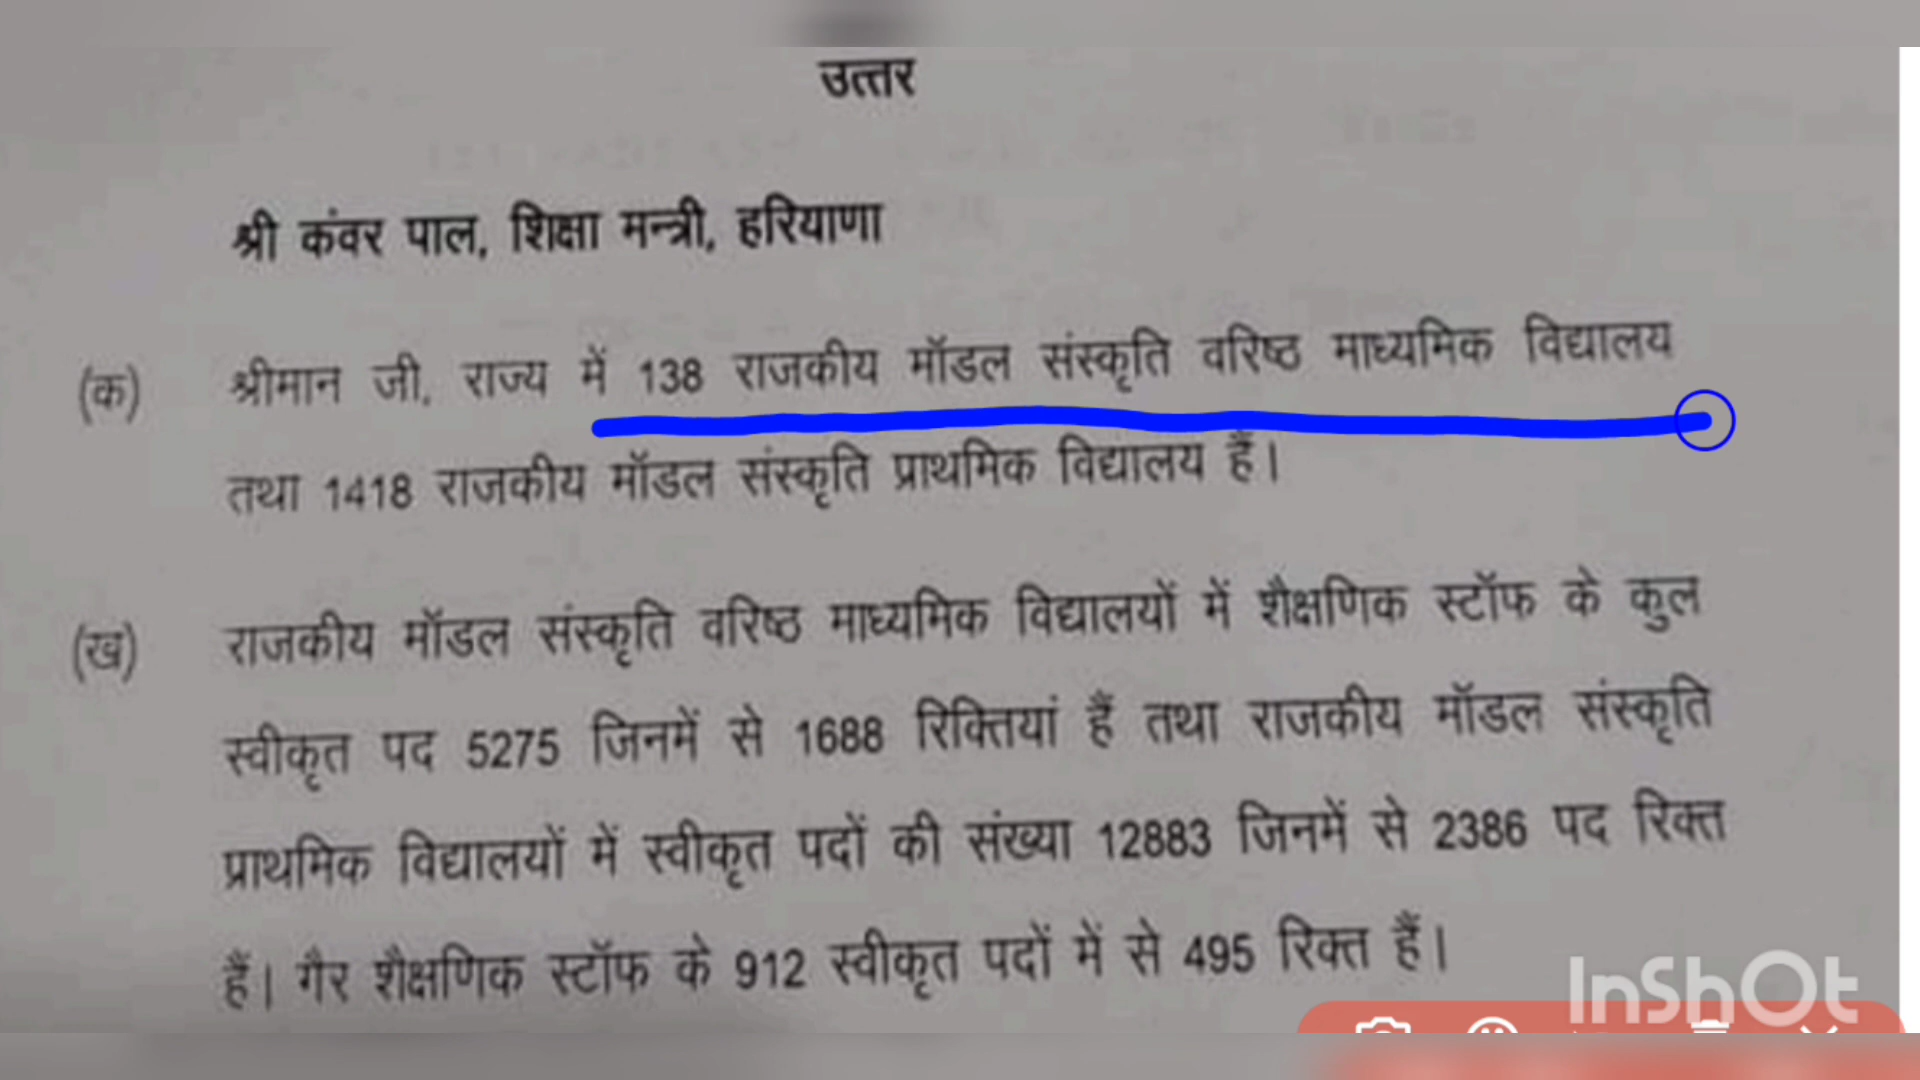 उत्तर
श्री कंवर पाल, शिक्षा मन्त्री, हरियाणा
(क) श्रीमान जी, राज्य में 138 राजकीय मॉडल संस्कृति वरिष्ठ माध्यमिक विद्यालय
तथा 1418 राजकीय मॉडल संस्कृति प्राथमिक विद्यालय हैं।
(ख) राजकीय मॉडल संस्कृति वरिष्ठ माध्यमिक विद्यालयों में शैक्षणिक स्टॉफ के कुल
स्वीकृत पद 5275 जिनमें से 1688 रिक्तियां हैं तथा राजकीय मॉडल संस्कृति
प्राथमिक विद्यालयों में स्वीकृत पदों की संख्या 12883 जिनमें से 2386 पद रिक्त
हैं। गैर शैक्षणिक स्टॉफ के 912 स्वीकृत पदों में से 495 रिक्त हैं।
InShOt